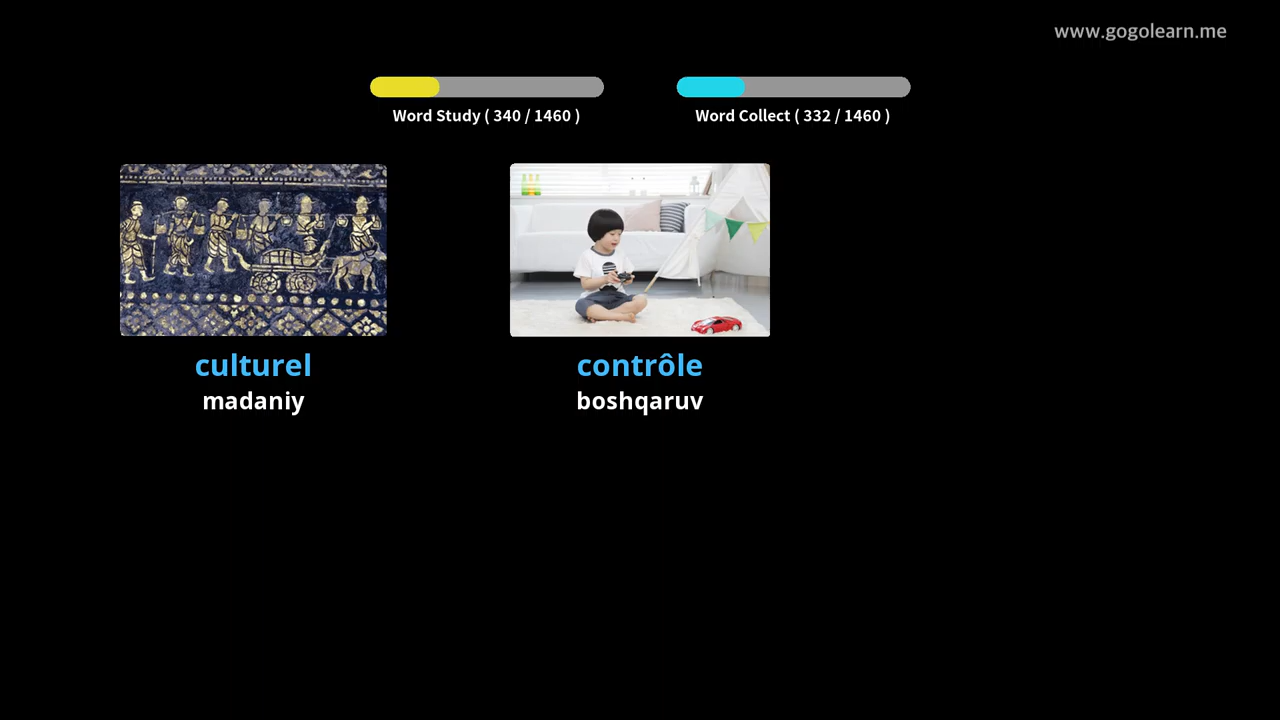 www.gogolearn.me
Word Study ( 340 / 1460 )
Word Collect ( 332 / 1460 )
culturel
madaniy
contrôle
boshqaruv